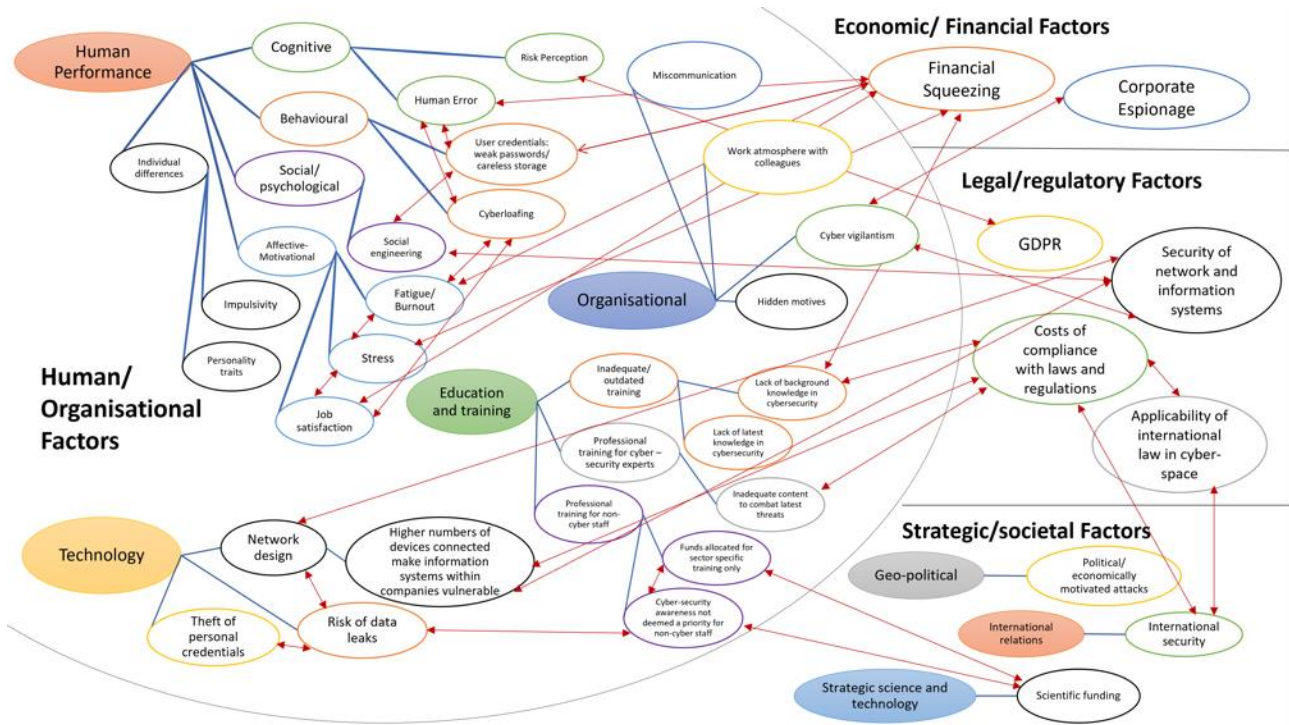 Economic/ Financial Factors
Human
Performance
Cognitive
Risk Perception
Miscommunication
Financial
Squeezing
Corporate
Espionage
Human Error
Behavioural
User credentials:
weak passwords/
careless storage
Work atmosphere with
colleagues
Individual
differences
Social/
psychological
Legal/regulatory Factors
Cyberloafing
Cyber vigilantism
GDPR
Affective-
Motivational
Social
engineering
Security of
network and
information
systems
Impulsivity
Fatigue/
Burnout
Organisational
Hidden motives
Personality
traits
Stress
Costs of
compliance
with laws and
regulations
Human/
Organisational
Factors
Job
satisfaction
Education
and training
Inadequate/
outdated
training
Lack of background
knowledge in
cybersecurity
Applicability of
international
law in cyber-
space
Professional
training for cyber –
security experts
Lack of latest
knowledge in
cybersecurity
Professional
training for non-
cyber staff
Inadequate content
to combat latest
threats
Technology
Network
design
Higher numbers of
devices connected
make information
systems within
companies vulnerable
Funds allocated for
sector specific
training only
Strategic/societal Factors
Geo-political
Political/
economically
motivated attacks
Theft of
personal
credentials
Risk of data
leaks
Cyber-security
awareness not
deemed a priority for
non-cyber staff
International
relations
International
security
Strategic science and
technology
Scientific funding